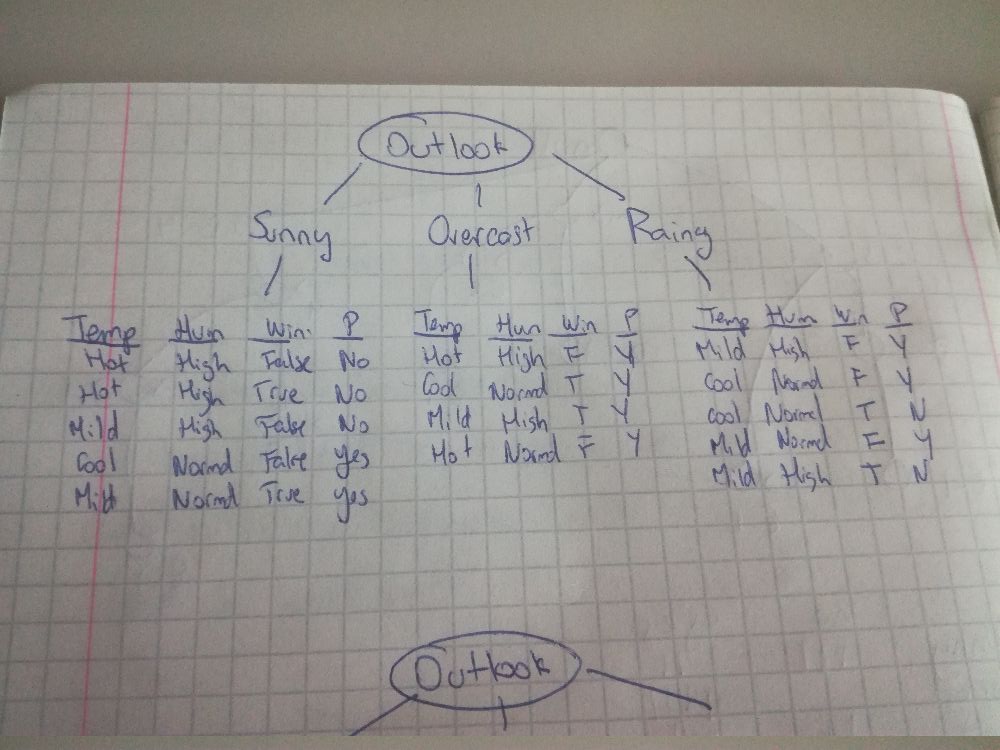 Outlook
Sunny Overcast Rainy
Temp Hum Win. P Temp Hum Win P Temp Hum Win P
Hot High False No Hot High F Y Mild High F Y
Hot High True No Cool Normal T Y Cool Normal F Y
Mild High False No Mild High T Y Cool Normal T N
Cool Normal False Yes Hot Normal F Y Mild Normal F Y
Mild Normal True Yes Mild High T N
Outlook